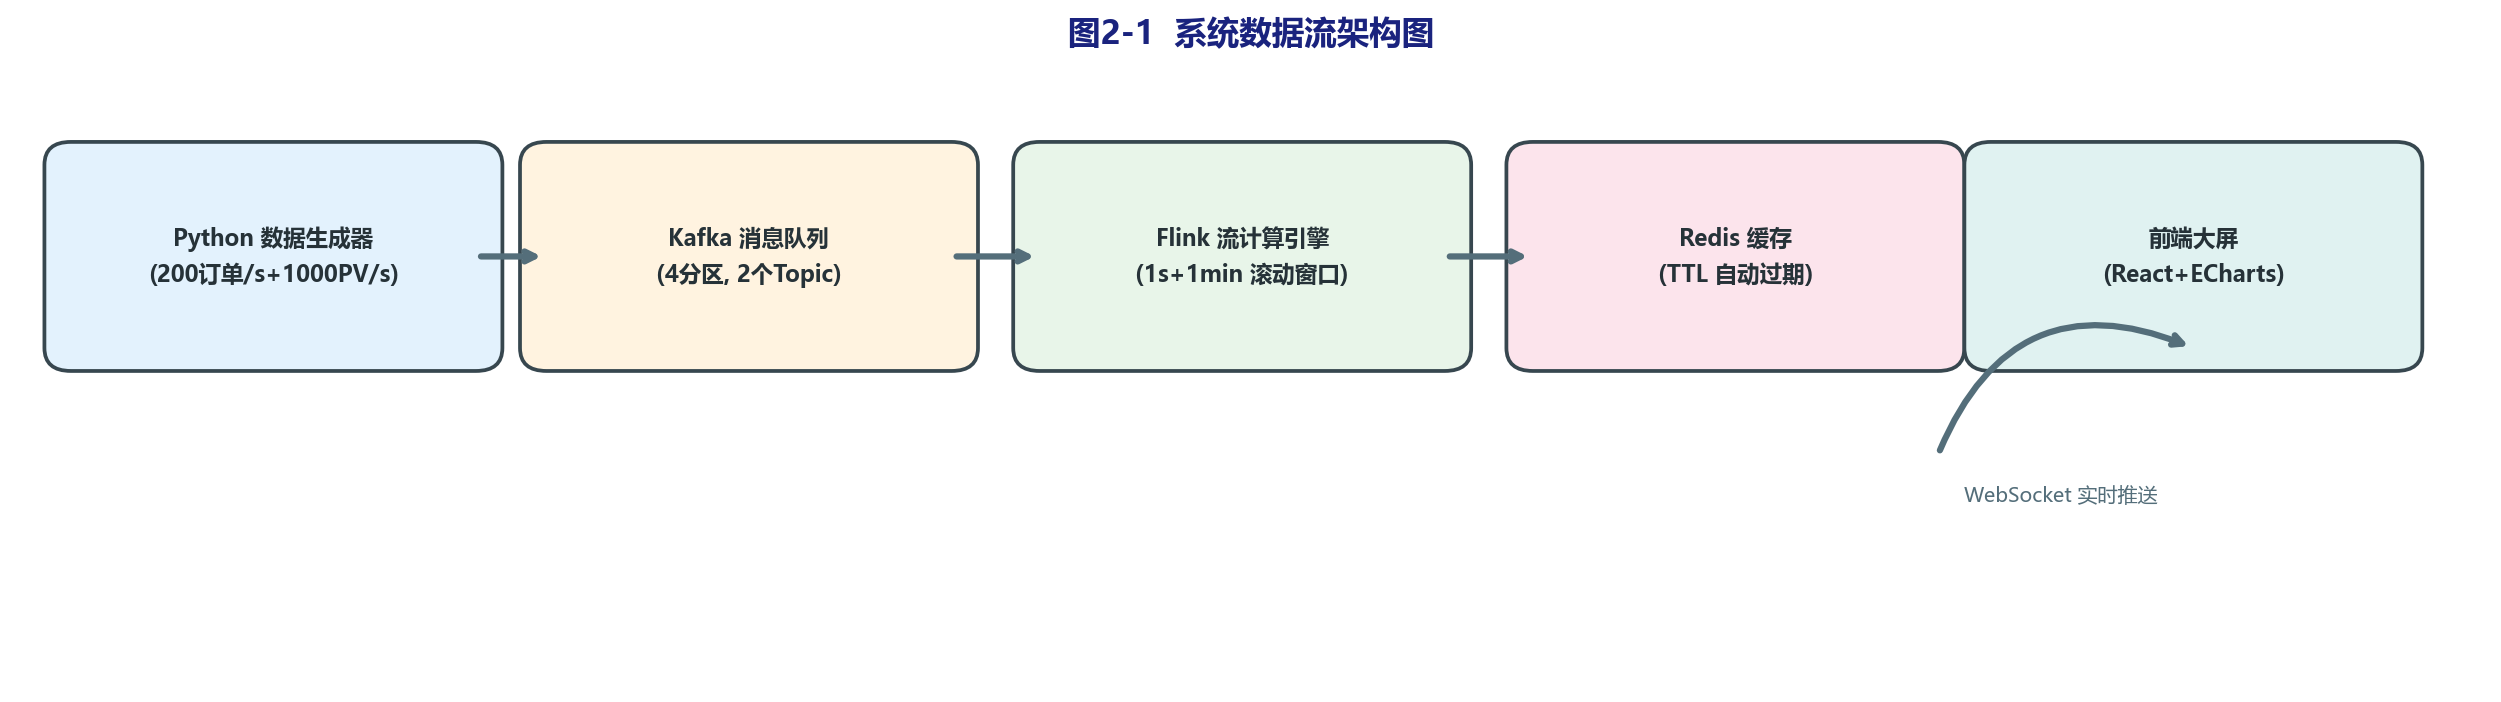 图2-1 系统数据流架构图
Python 数据生成器
(200订单/s+1000PV/s)
Kafka 消息队列
(4分区, 2个Topic)
Flink 流计算引擎
(1s+1min 滚动窗口)
Redis 缓存
(TTL 自动过期)
前端大屏
(React+ECharts)
WebSocket 实时推送